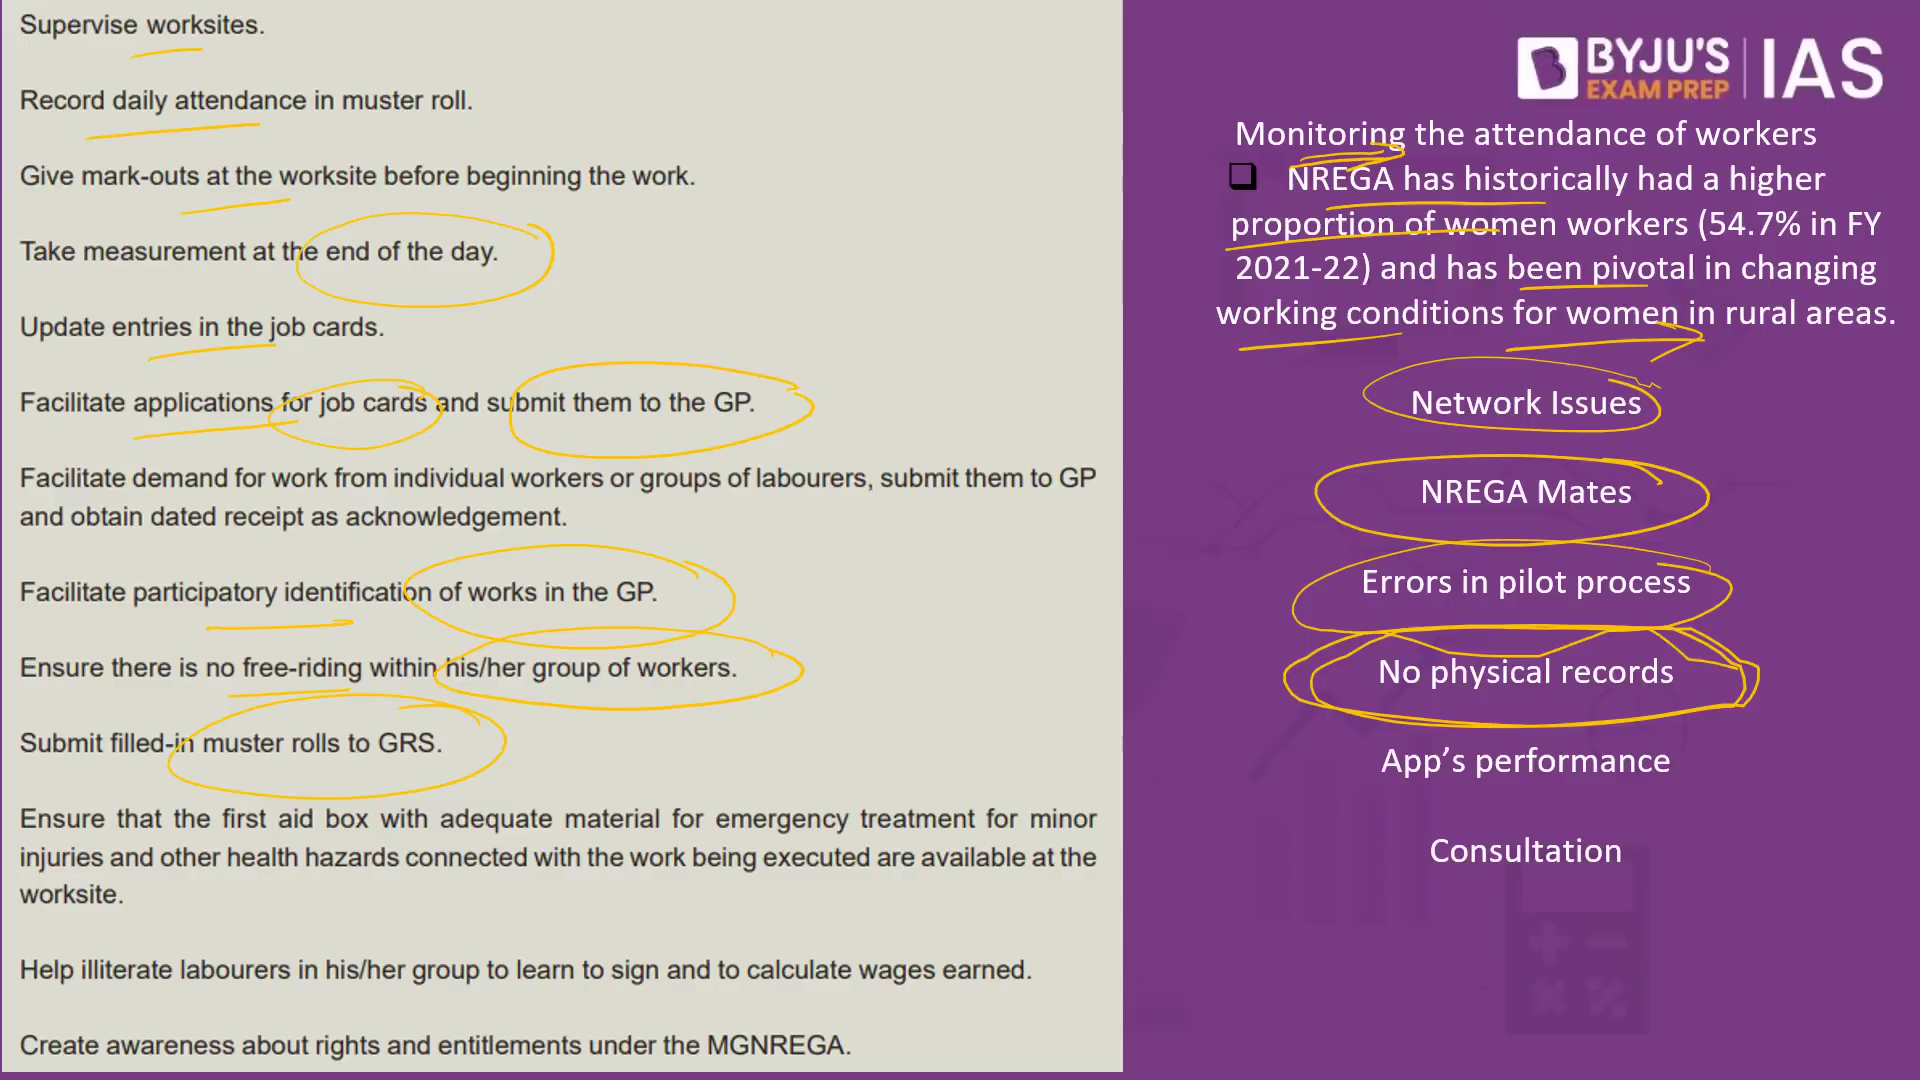 Supervise worksites.
Record daily attendance in muster roll.
Give mark-outs at the worksite before beginning the work.
Take measurement at the end of the day.
Update entries in the job cards.
Facilitate applications for job cards and submit them to the GP.
Facilitate demand for work from individual workers or groups of labourers, submit them to GP
and obtain dated receipt as acknowledgement.
Facilitate participatory identification of works in the GP.
Ensure there is no free-riding within his/her group of workers.
Submit filled-in muster rolls to GRS.
Ensure that the first aid box with adequate material for emergency treatment for minor
injuries and other health hazards connected with the work being executed are available at the
worksite.
Help illiterate labourers in his/her group to learn to sign and to calculate wages earned.
Create awareness about rights and entitlements under the MGNREGA.
BYJU'S
EXAM PREP
IAS
Monitoring the attendance of workers
NREGA has historically had a higher
proportion of women workers (54.7% in FY
2021-22) and has been pivotal in changing
working conditions for women in rural areas.
Network Issues
NREGA Mates
Errors in pilot process
No physical records
App’s performance
Consultation